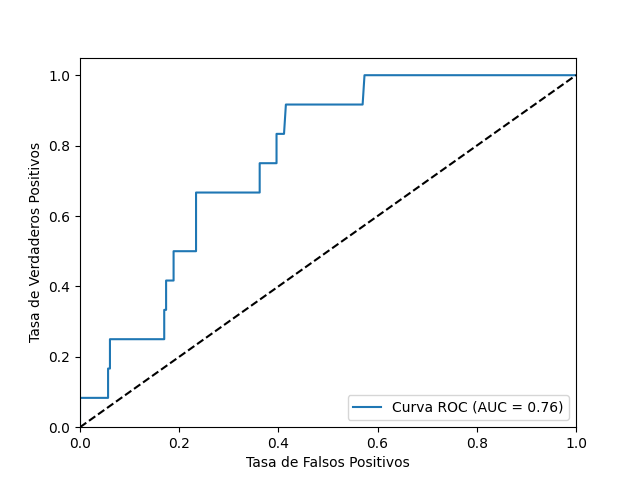 1.0
0.8
0.6
0.4
0.2
0.0
Tasa de Verdaderos Positivos
Curva ROC (AUC = 0.76)
0.0 0.2 0.4 0.6 0.8 1.0
Tasa de Falsos Positivos